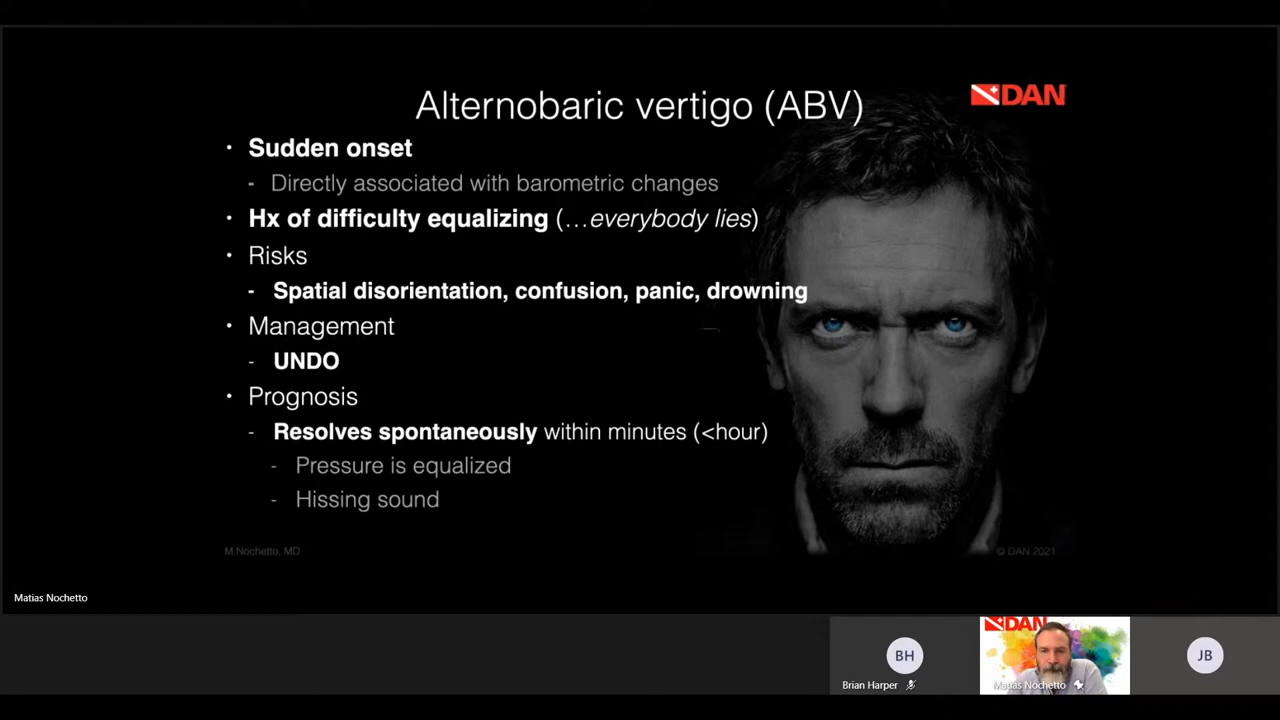 Alternobaric vertigo (ABV)
DAN
· Sudden onset
- Directly associated with barometric changes
· Hx of difficulty equalizing (…everybody lies)
· Risks
- Spatial disorientation, confusion, panic, drowning
· Management
- UNDO
· Prognosis
- Resolves spontaneously within minutes (<hour)
- Pressure is equalized
- Hissing sound
M.Nochetto, MD
© DAN 2021
Matias Nochetto
DAN
BH
JB
Brian Harper
Matias Nochetto